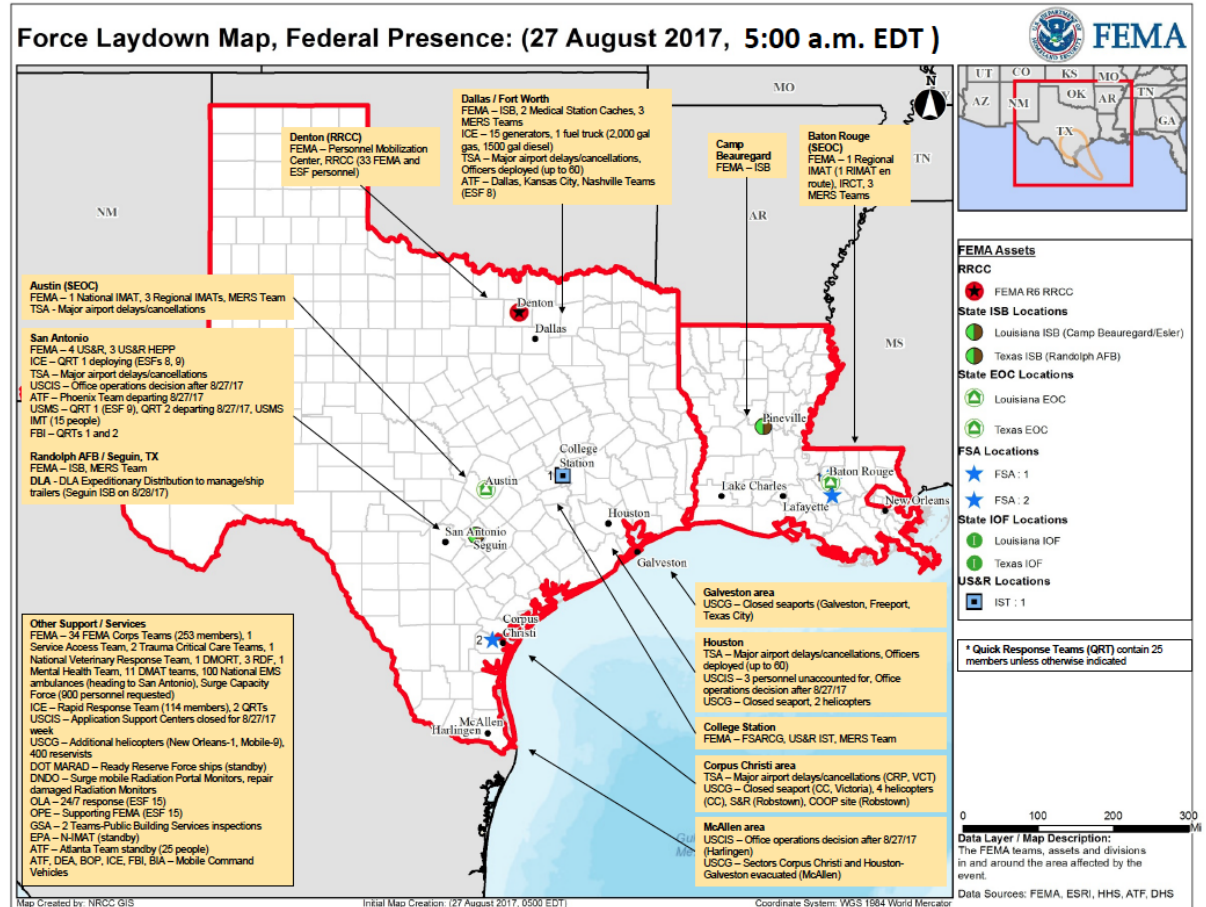 Force Laydown Map, Federal Presence: (27 August 2017, 5:00 a.m. EDT )
FEMA
Dallas / Fort Worth
FEMA – ISB, 2 Medical Station Caches, 3
MERS Teams
ICE – 15 generators, 1 fuel truck (2,000 gal
gas, 1500 gal diesel)
TSA – Major airport delays/cancellations,
Officers deployed (up to 60)
ATF – Dallas, Kansas City, Nashville Teams
(ESF 8)
Denton (RRCC)
FEMA – Personnel Mobilization
Center, RRCC (33 FEMA and
ESF personnel)
Camp
Beauregard
FEMA – ISB
Baton Rouge
(SEOC)
FEMA – 1 Regional
IMAT (1 RIMAT en
route), IRCT, 3
MERS Teams
Austin (SEOC)
FEMA – 1 National IMAT, 3 Regional IMATs, MERS Team
TSA - Major airport delays/cancellations
San Antonio
FEMA – 4 US&R, 3 US&R HEPP
ICE – QRT 1 deploying (ESFs 8, 9)
TSA – Major airport delays/cancellations
USCIS – Office operations decision after 8/27/17
ATF – Phoenix Team departing 8/27/17
USMS – QRT 1 (ESF 9), QRT 2 departing 8/27/17, USMS
IMT (15 people)
FBI – QRTs 1 and 2
Randolph AFB / Seguin, TX
FEMA – ISB, MERS Team
DLA - DLA Expeditionary Distribution to manage/ship
trailers (Seguin ISB on 8/28/17)
Other Support / Services
FEMA – 34 FEMA Corps Teams (253 members), 1
Service Access Team, 2 Trauma Critical Care Teams, 1
National Veterinary Response Team, 1 DMORT, 3 RDF, 1
Mental Health Team, 11 DMAT teams, 100 National EMS
ambulances (heading to San Antonio), Surge Capacity
Force (900 personnel requested)
ICE – Rapid Response Team (114 members), 2 QRTs
USCIS – Application Support Centers closed for 8/27/17
week
USCG – Additional helicopters (New Orleans-1, Mobile-9),
400 reservists
DOT MARAD – Ready Reserve Force ships (standby)
DNDO – Surge mobile Radiation Portal Monitors, repair
damaged Radiation Monitors
OLA – 24/7 response (ESF 15)
OPE – Supporting FEMA (ESF 15)
GSA – 2 Teams-Public Building Services inspections
EPA – N-IMAT (standby)
ATF – Atlanta Team standby (25 people)
ATF, DEA, BOP, ICE, FBI, BIA – Mobile Command
Vehicles
Galveston area
USCG – Closed seaports (Galveston, Freeport,
Texas City)
Houston
TSA – Major airport delays/cancellations, Officers
deployed (up to 60)
USCIS – 3 personnel unaccounted for, Office
operations decision after 8/27/17
USCG – Closed seaport, 2 helicopters
College Station
FEMA – FSARCG, US&R IST, MERS Team
Corpus Christi area
TSA – Major airport delays/cancellations (CRP, VCT)
USCG – Closed seaport (CC, Victoria), 4 helicopters
(CC), S&R (Robstown), COOP site (Robstown)
McAllen area
USCIS – Office operations decision after 8/27/17
(Harlingen)
USCG – Sectors Corpus Christi and Houston-
Galveston evacuated (McAllen)
NM
MO
TN
AR
MS
N
Denton
Dallas
College
Station
1
Austin
San Antonio
Seguin
Houston
Galveston
Corpus
Christi
2
McAllen
Harlingen
Pineville
Lake Charles
Lafayette
1
Baton Rouge
New Orleans
UT
CO
KS
MO
AZ
NM
OK
AR
TN
TX
GA
FEMA Assets
RRCC
FEMA R6 RRCC
State ISB Locations
Louisiana ISB (Camp Beauregard/Esler)
Texas ISB (Randolph AFB)
State EOC Locations
Louisiana EOC
Texas EOC
FSA Locations
FSA : 1
FSA : 2
State IOF Locations
Louisiana IOF
Texas IOF
US&R Locations
IST : 1
* Quick Response Teams (QRT) contain 25
members unless otherwise indicated
0 100 200 300
Mi
Data Layer / Map Description:
The FEMA teams, assets and divisions
in and around the area affected by the
event.
Data Sources: FEMA, ESRI, HHS, ATF, DHS
Map Created by: NRCC GIS
Initial Map Creation: (27 August 2017, 0500 EDT)
Coordinate System: WGS 1984 World Mercator